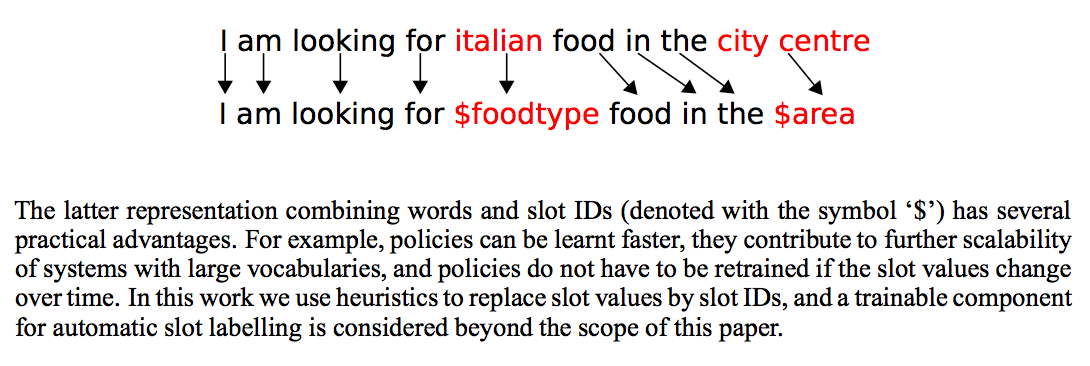 I am looking for italian food in the city centre
I am looking for $foodtype food in the $area
The latter representation combining words and slot IDs (denoted with the symbol ‘$’) has several
practical advantages. For example, policies can be learnt faster, they contribute to further scalability
of systems with large vocabularies, and policies do not have to be retrained if the slot values change
over time. In this work we use heuristics to replace slot values by slot IDs, and a trainable component
for automatic slot labelling is considered beyond the scope of this paper.